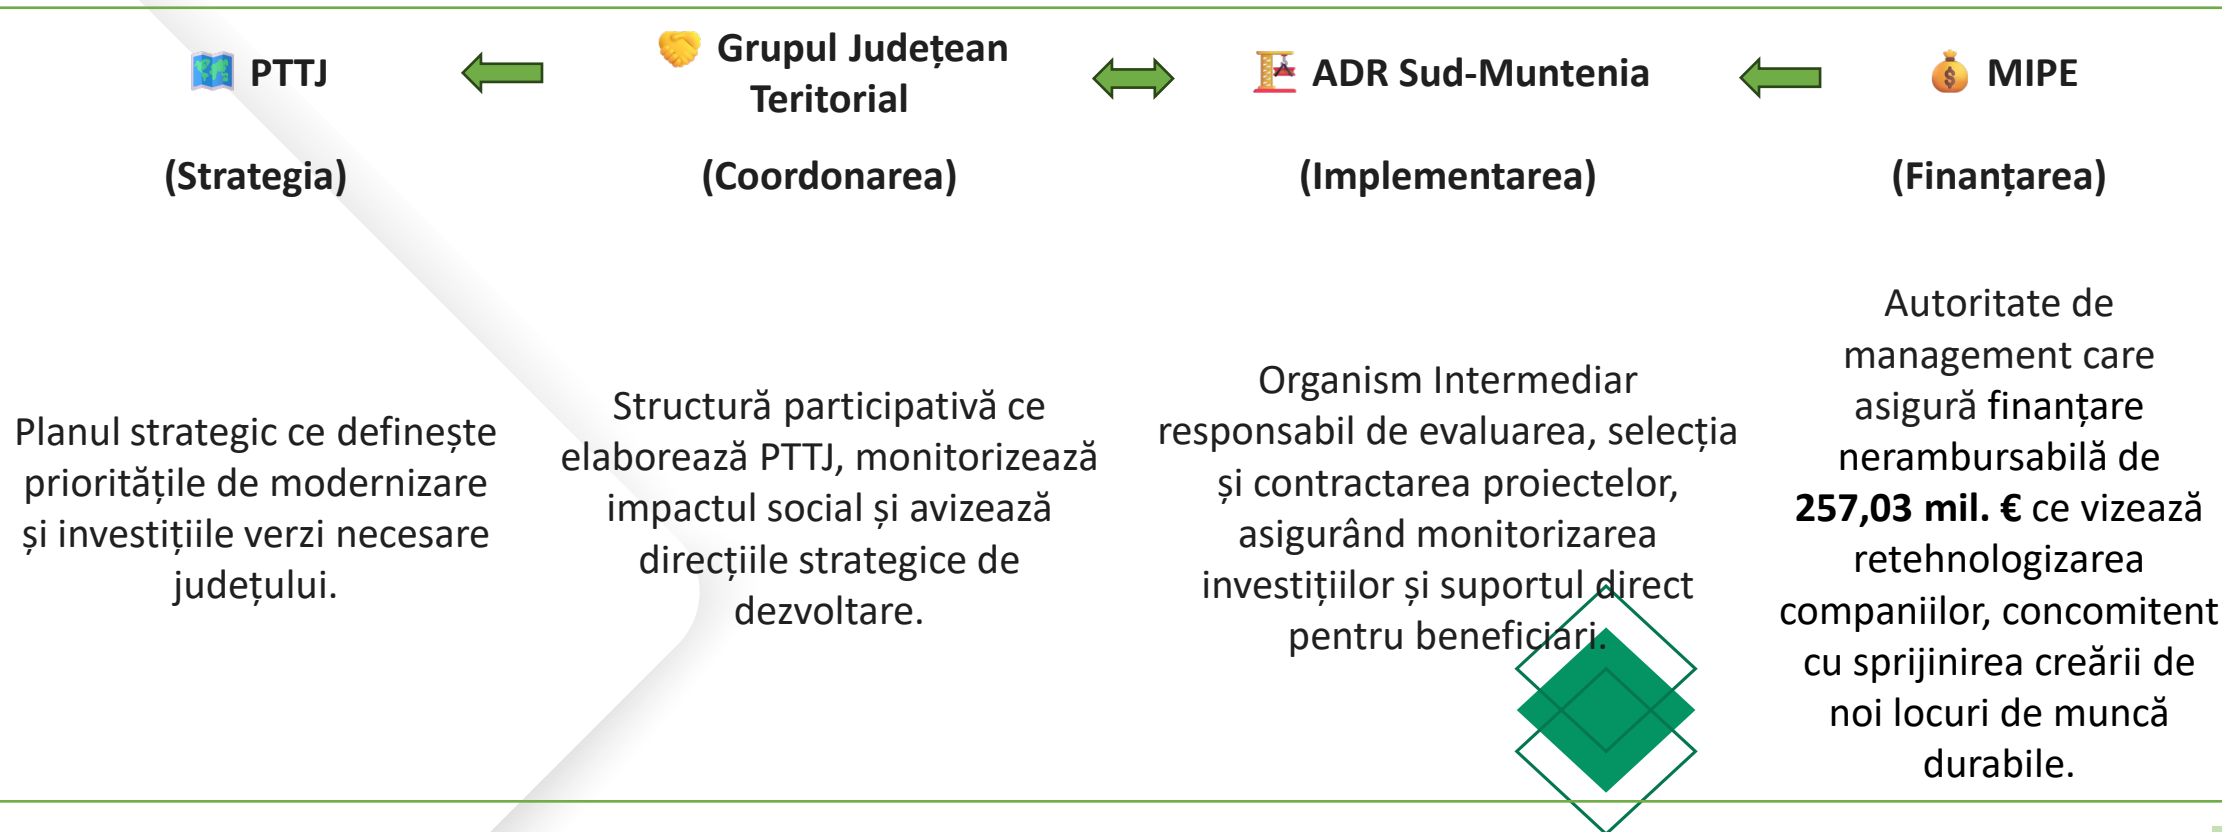 PTTJ
(Strategia)
Planul strategic ce definește
prioritățile de modernizare
și investițiile verzi necesare
județului.
Grupul Județean
Teritorial
(Coordonarea)
Structură participativă ce
elaborează PTTJ, monitorizează
impactul social și avizează
direcțiile strategice de
dezvoltare.
ADR Sud-Muntenia
(Implementarea)
Organism Intermediar
responsabil de evaluarea, selecția
și contractarea proiectelor,
asigurând monitorizarea
investițiilor și suportul direct
pentru beneficiari.
MIPE
(Finanțarea)
Autoritate de
management care
asigură finanțare
nerambursabilă de
257,03 mil. € ce vizează
retehnologizarea
companiilor, concomitent
cu sprijinirea creării de
noi locuri de muncă
durabile.